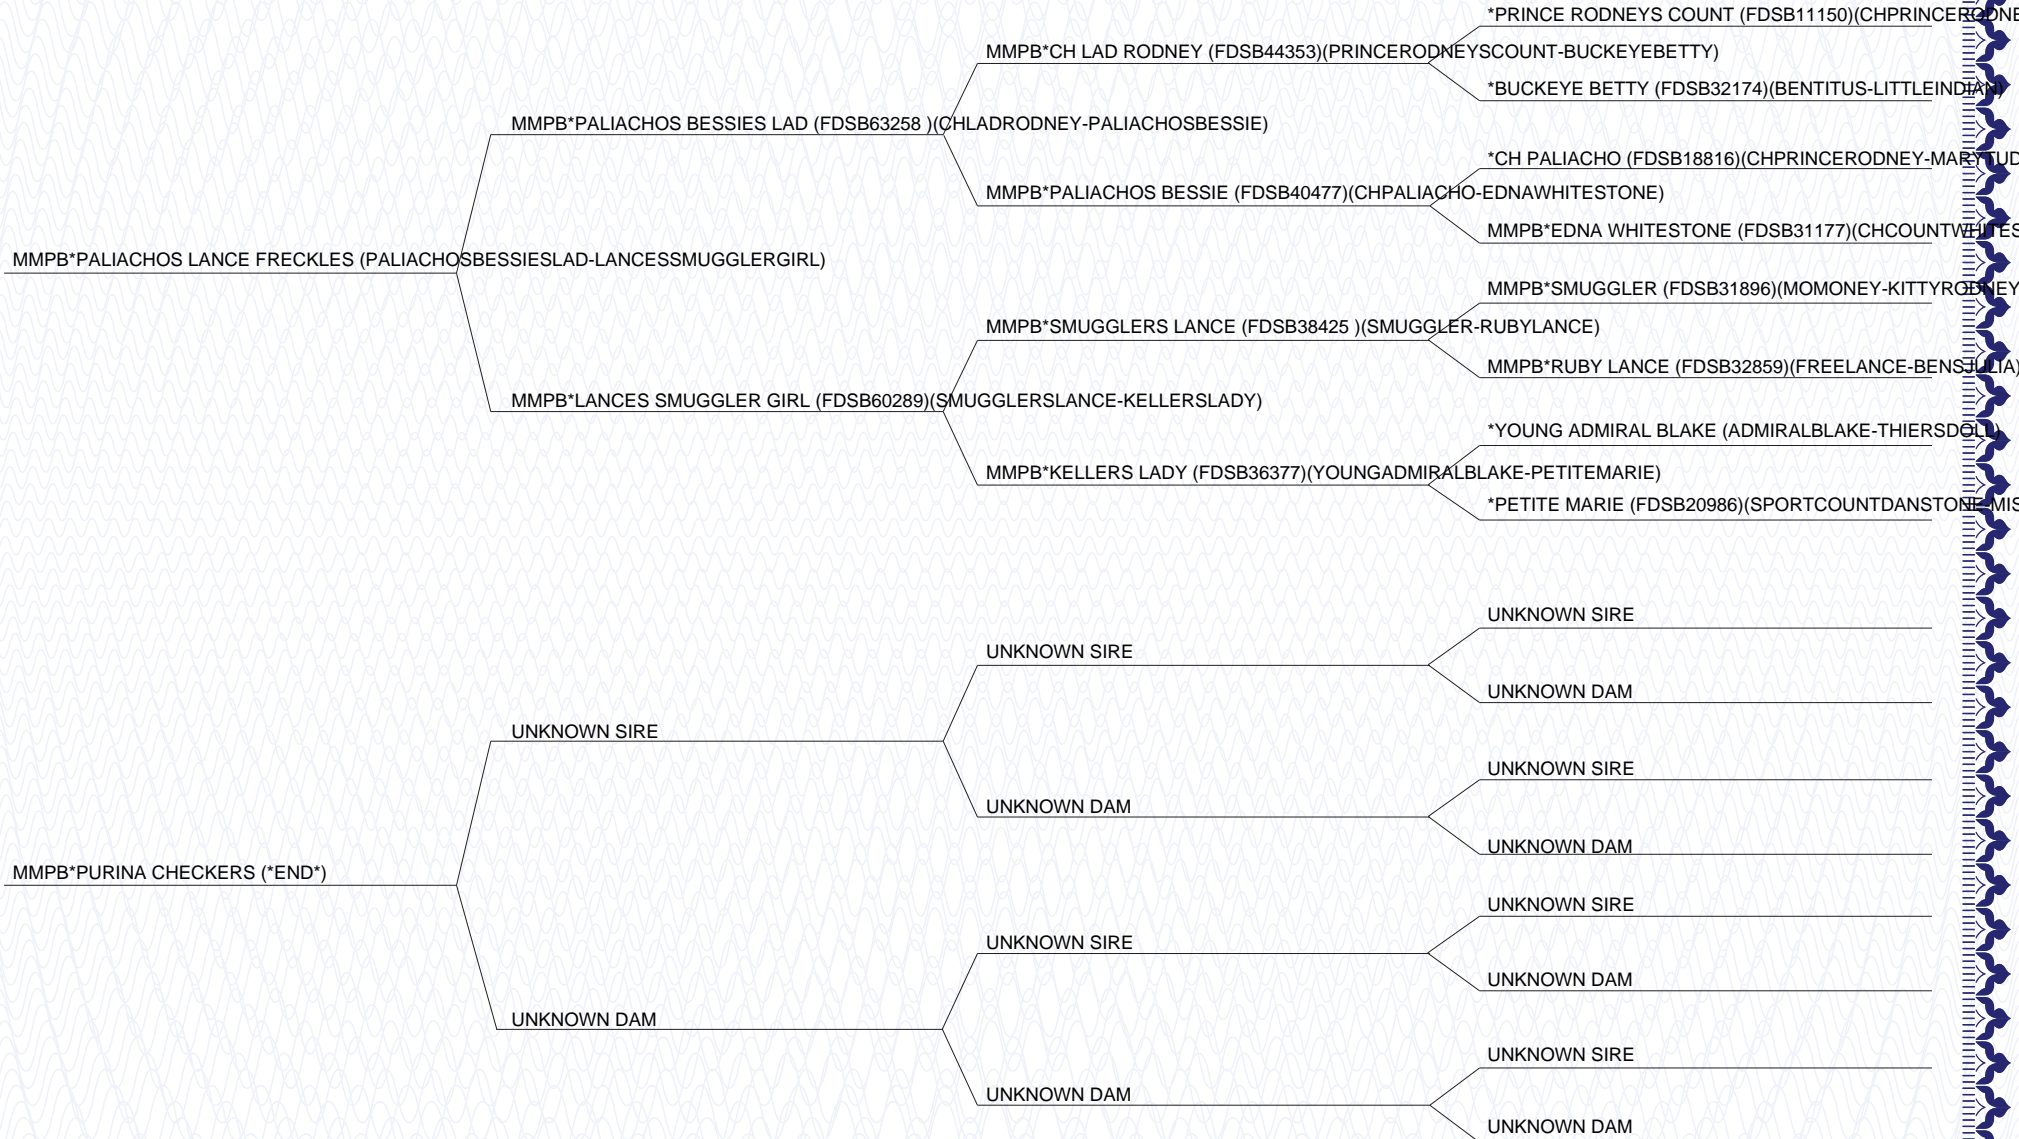 *PRINCE RODNEYS COUNT (FDSB11150)(CHPRINCERODNE
MMPB*CH LAD RODNEY (FDSB44353)(PRINCERODNEYSCOUNT-BUCKEYEBETTY)
*BUCKEYE BETTY (FDSB32174)(BENTITUS-LITTLEINDIAN)
MMPB*PALIACHOS BESSIES LAD (FDSB63258 )(CHLADRODNEY-PALIACHOSBESSIE)
*CH PALIACHO (FDSB18816)(CHPRINCERODNEY-MARYTUD
MMPB*PALIACHOS BESSIE (FDSB40477)(CHPALIACHO-EDNAWHITESTONE)
MMPB*EDNA WHITESTONE (FDSB31177)(CHCOUNTWHITES
MMPB*PALIACHOS LANCE FRECKLES (PALIACHOSBESSIESLAD-LANCESSMUGGLERGIRL)
MMPB*SMUGGLER (FDSB31896)(MOMONEY-KITTYRODNEY
MMPB*SMUGGLERS LANCE (FDSB38425 )(SMUGGLER-RUBYLANCE)
MMPB*RUBY LANCE (FDSB32859)(FREELANCE-BENSJULIA)
MMPB*LANCES SMUGGLER GIRL (FDSB60289)(SMUGGLERSLANCE-KELLERSLADY)
*YOUNG ADMIRAL BLAKE (ADMIRALBLAKE-THIERSDOLL)
MMPB*KELLERS LADY (FDSB36377)(YOUNGADMIRALBLAKE-PETITEMARIE)
*PETITE MARIE (FDSB20986)(SPORTCOUNTDANSTONE-MIS
UNKNOWN SIRE
UNKNOWN SIRE
UNKNOWN DAM
UNKNOWN SIRE
UNKNOWN SIRE
UNKNOWN DAM
UNKNOWN DAM
MMPB*PURINA CHECKERS (*END*)
UNKNOWN SIRE
UNKNOWN SIRE
UNKNOWN DAM
UNKNOWN DAM
UNKNOWN SIRE
UNKNOWN DAM
UNKNOWN DAM